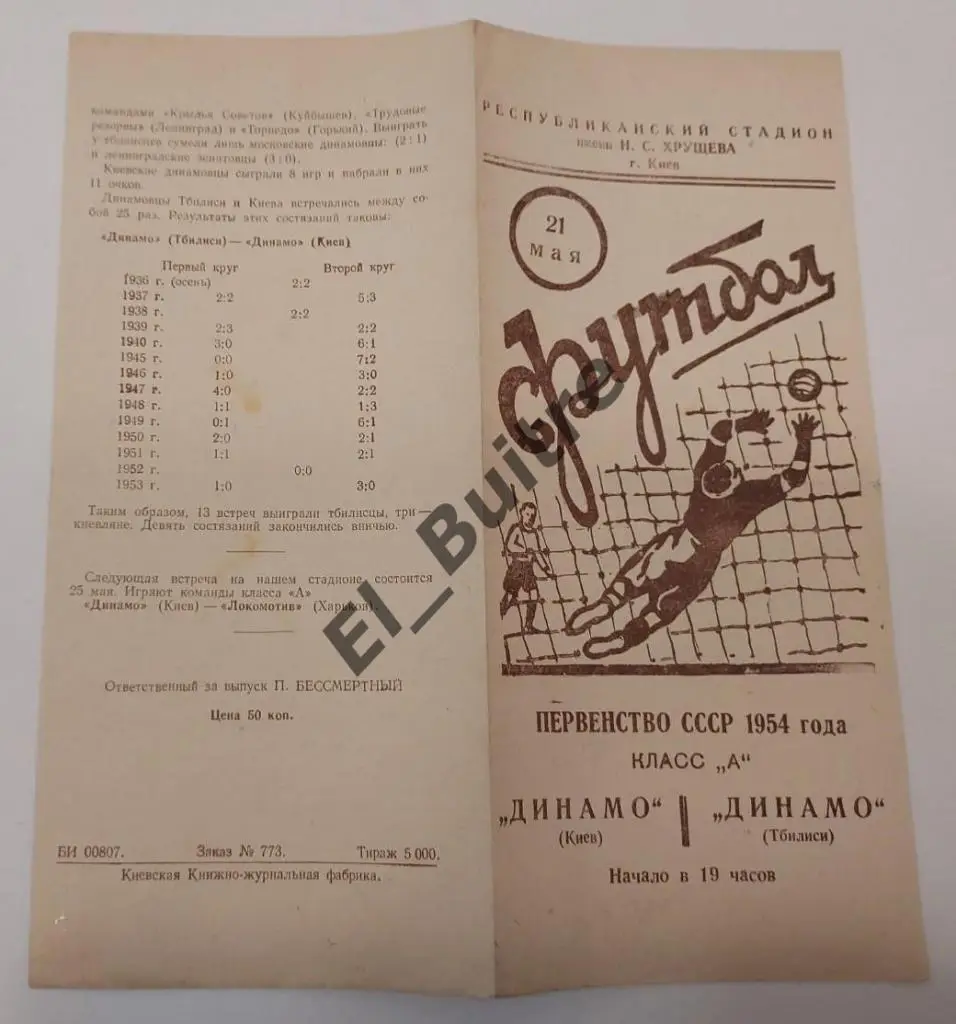 командами «Крылья Советов» (Куйбышев), «Трудовые
резервы» (Ленинград) и «Торпедо» (Горький). Выиграть
у тбилисцев сумели лишь московские динамовцы: (2:1)
и ленинградские зенитовцы (3:0).
Киевские динамовцы сыграли 8 игр и набрали в них
11 очков.
Динамовцы Тбилиси и Киева встречались между со-
бой 25 раз. Результаты этих состязаний таковы:
«Динамо» (Тбилиси) — «Динамо» (Киев)
Первый круг Второй круг
1936 г. (осень) 2:2
1937 г. 2:2 5:3
1938 г. 2:2
1939 г. 2:3 2:2
1940 г. 3:0 6:1
1945 г. 0:0 7:2
1946 г. 1:0 3:0
1947 г. 4:0 2:2
1948 г. 1:1 1:3
1949 г. 0:1 6:1
1950 г. 2:0 2:1
1951 г. 1:1 2:1
1952 г. 0:0
1953 г. 1:0 3:0
Таким образом, 13 встреч выиграли тбилисцы, три —
киевляне. Девять состязаний закончились вничью.
Следующая встреча на нашем стадионе состоится
25 мая. Играют команды класса «А»
«Динамо» (Киев) — «Локомотив» (Харьков).
Ответственный за выпуск П. БЕССМЕРТНЫЙ
Цена 50 коп.
БИ 00807. Заказ № 773. Тираж 5 000.
Киевская Книжно-журнальная фабрика.
РЕСПУБЛИКАНСКИЙ СТАДИОН
имени Н. С. ХРУЩЕВА
г. Киев
21
мая
футбол
ПЕРВЕНСТВО СССР 1954 года
КЛАСС „А“
„ДИНАМО“ „ДИНАМО“
(Киев) (Тбилиси)
Начало в 19 часов
El_Buitre